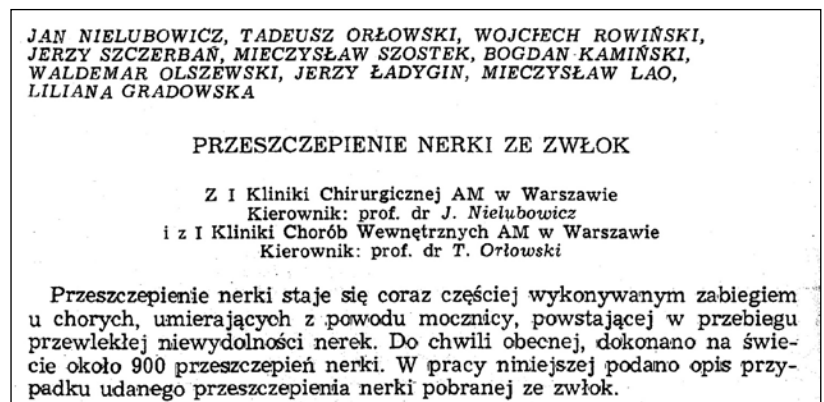 JAN NIELUBOWICZ, TADEUSZ ORŁOWSKI, WOJCIECH ROWIŃSKI,
JERZY SZCZERBAŃ, MIECZYSŁAW SZOSTEK, BOGDAN KAMIŃSKI,
WALDEMAR OLSZEWSKI, JERZY ŁADYGIN, MIECZYSŁAW LAO,
LILIANA GRADOWSKA
PRZESZCZEPIENIE NERKI ZE ZWŁOK
Z I Kliniki Chirurgicznej AM w Warszawie
Kierownik: prof. dr J. Nielubowicz
i z I Kliniki Chorób Wewnętrznych AM w Warszawie
Kierownik: prof. dr T. Orłowski
Przeszczepienie nerki staje się coraz częściej wykonywanym zabiegiem
u chorych, umierających z powodu mocznicy, powstającej w przebiegu
przewlekłej niewydolności nerek. Do chwili obecnej, dokonano na świe-
cie około 900 przeszczepień nerki. W pracy niniejszej podano opis przy-
padku udanego przeszczepienia nerki pobranej ze zwłok.